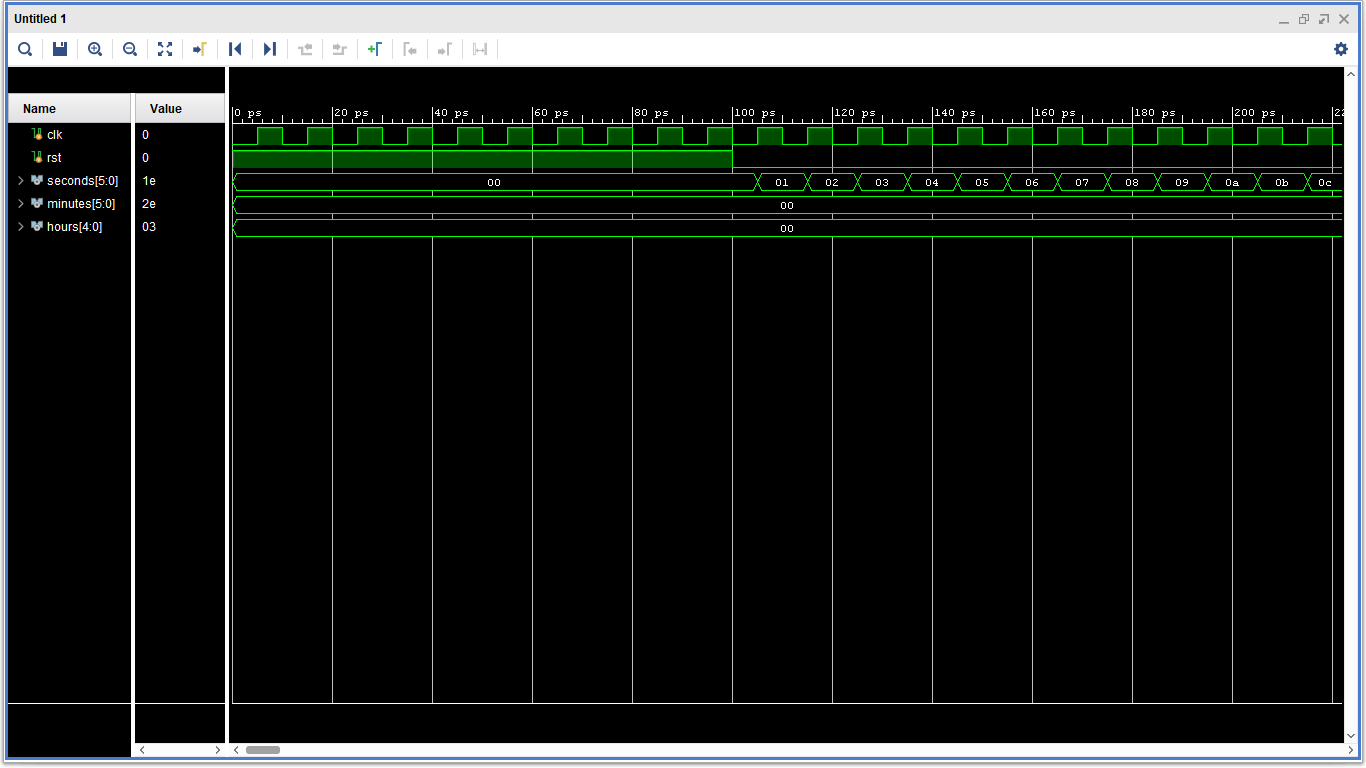 Untitled 1
Name Value
0 ps 20 ps 40 ps 60 ps 80 ps 100 ps 120 ps 140 ps 160 ps 180 ps 200 ps 22
clk 0
rst 0
seconds[5:0] 1e 00 01 02 03 04 05 06 07 08 09 0a 0b 0c
minutes[5:0] 2e 00
hours[4:0] 03 00